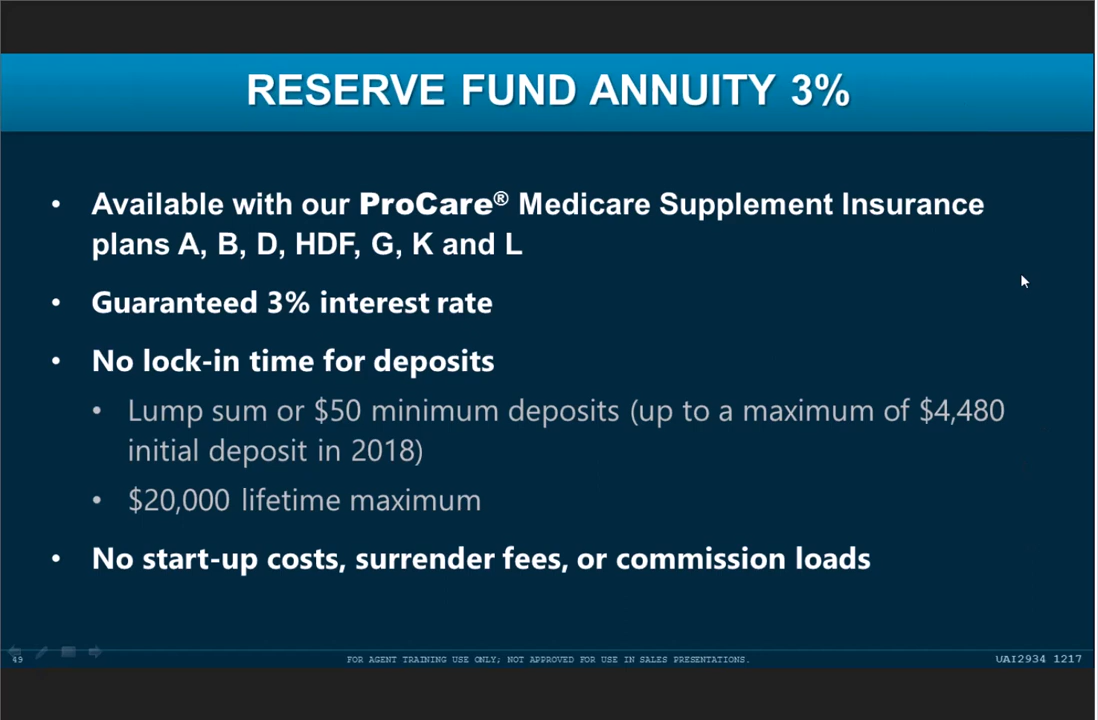 RESERVE FUND ANNUITY 3%
• Available with our ProCare® Medicare Supplement Insurance
plans A, B, D, HDF, G, K and L
• Guaranteed 3% interest rate
• No lock-in time for deposits
• Lump sum or $50 minimum deposits (up to a maximum of $4,480
initial deposit in 2018)
• $20,000 lifetime maximum
• No start-up costs, surrender fees, or commission loads
49 FOR AGENT TRAINING USE ONLY; NOT APPROVED FOR USE IN SALES PRESENTATIONS. UAI2934 1217